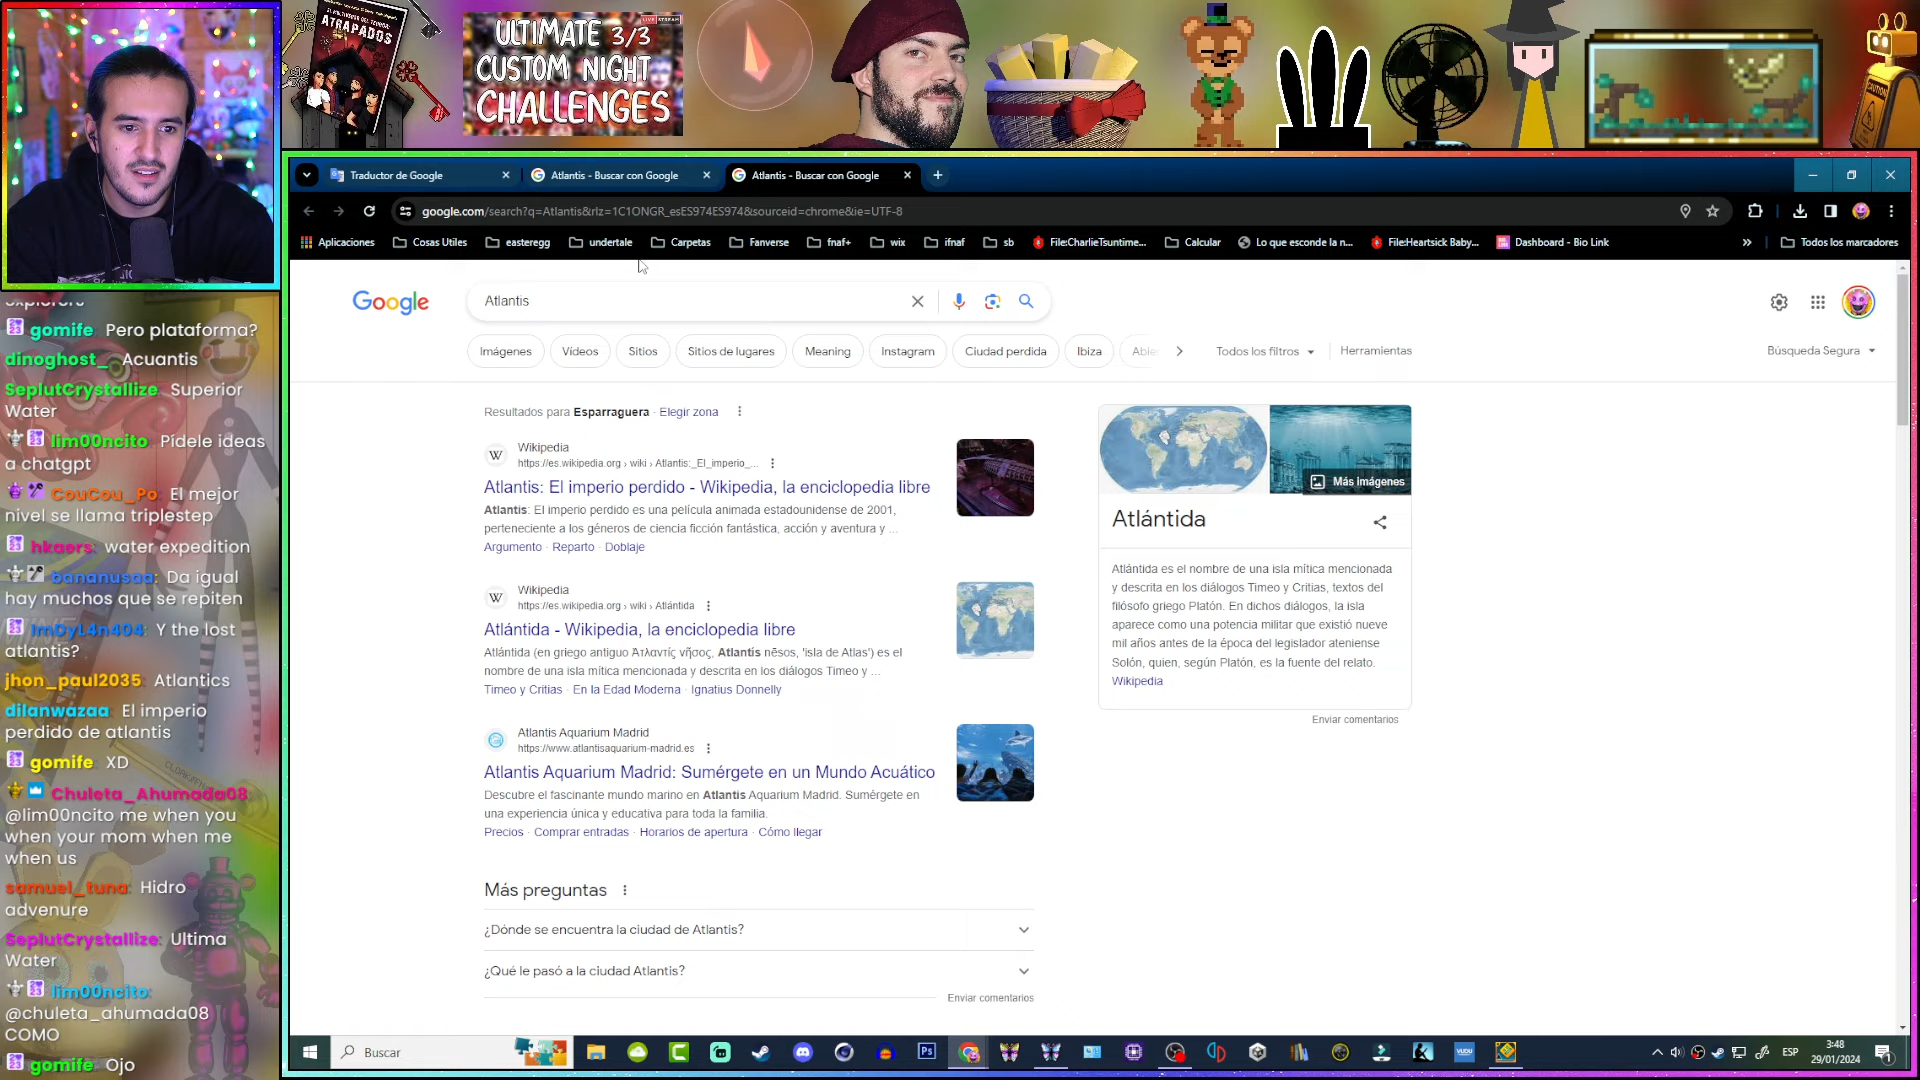 EL MULTIVERSO DEL TERROR:
ATRAPADOS
LIVE STREAM
ULTIMATE 3/3
CUSTOM NIGHT
CHALLENGES
CAUTION
Traductor de Google
Atlantis - Buscar con Google
Atlantis - Buscar con Google
google.com/search?q=Atlantis&rlz=1C1ONGR_esES974ES974&sourceid=chrome&ie=UTF-8
Aplicaciones
Cosas Utiles
easteregg
undertale
Carpetas
Fanverse
fnaf+
wix
ifnaf
sb
File:CharlieTsuntime...
Calcular
Lo que esconde la n...
File:Heartsick Baby...
Dashboard - Bio Link
»
Todos los marcadores
Google
Atlantis
Imágenes
Vídeos
Sitios
Sitios de lugares
Meaning
Instagram
Ciudad perdida
Ibiza
Abie
Todos los filtros
Herramientas
Búsqueda Segura
Resultados para Esparraguera · Elegir zona
W
Wikipedia
https://es.wikipedia.org › wiki › Atlantis:_El_imperio_...
Atlantis: El imperio perdido - Wikipedia, la enciclopedia libre
Atlantis: El imperio perdido es una película animada estadounidense de 2001,
perteneciente a los géneros de ciencia ficción fantástica, acción y aventura y ...
Argumento · Reparto · Doblaje
W
Wikipedia
https://es.wikipedia.org › wiki › Atlántida
Atlántida - Wikipedia, la enciclopedia libre
Atlántida (en griego antiguo Ἀτλαντίς νῆσος, Atlantis nēsos, 'isla de Atlas') es el
nombre de una isla mítica mencionada y descrita en los diálogos Timeo y ...
Timeo y Critias · En la Edad Moderna · Ignatius Donnelly
Atlantis Aquarium Madrid
https://www.atlantisaquarium-madrid.es
Atlantis Aquarium Madrid: Sumérgete en un Mundo Acuático
Descubre el fascinante mundo marino en Atlantis Aquarium Madrid. Sumérgete en
una experiencia única y educativa para toda la familia.
Precios · Comprar entradas · Horarios de apertura · Cómo llegar
Más preguntas
¿Dónde se encuentra la ciudad de Atlantis?
¿Qué le pasó a la ciudad Atlantis?
Enviar comentarios
Más imágenes
Atlántida
Atlántida es el nombre de una isla mítica mencionada
y descrita en los diálogos Timeo y Critias, textos del
filósofo griego Platón. En dichos diálogos, la isla
aparece como una potencia militar que existió nueve
mil años antes de la época del legislador ateniense
Solón, quien, según Platón, es la fuente del relato.
Wikipedia
Enviar comentarios
explorers
gomife Pero plataforma?
dinoghost_ Acuantis
SeplutCrystallize Superior
Water
lim00ncito Pídele ideas
a chatgpt
CouCou_Po El mejor
nivel se llama triplestep
hkaers: water expedition
bananusaa: Da igual
hay muchos que se repiten
ImDyL4n404: Y the lost
atlantis?
jhon_paul2035 Atlantics
dilanwazaa El imperio
perdido de atlantis
gomife XD
Chuleta_Ahumada08
@lim00ncito me when you
when your mom when me
when us
samuel_tuna: Hidro
advenure
SeplutCrystallize: Ultima
Water
lim00ncito:
@chuleta_ahumada08
COMO
gomife Ojo
Buscar
Ps
VUDU
ESP
3:48
29/01/2024
1